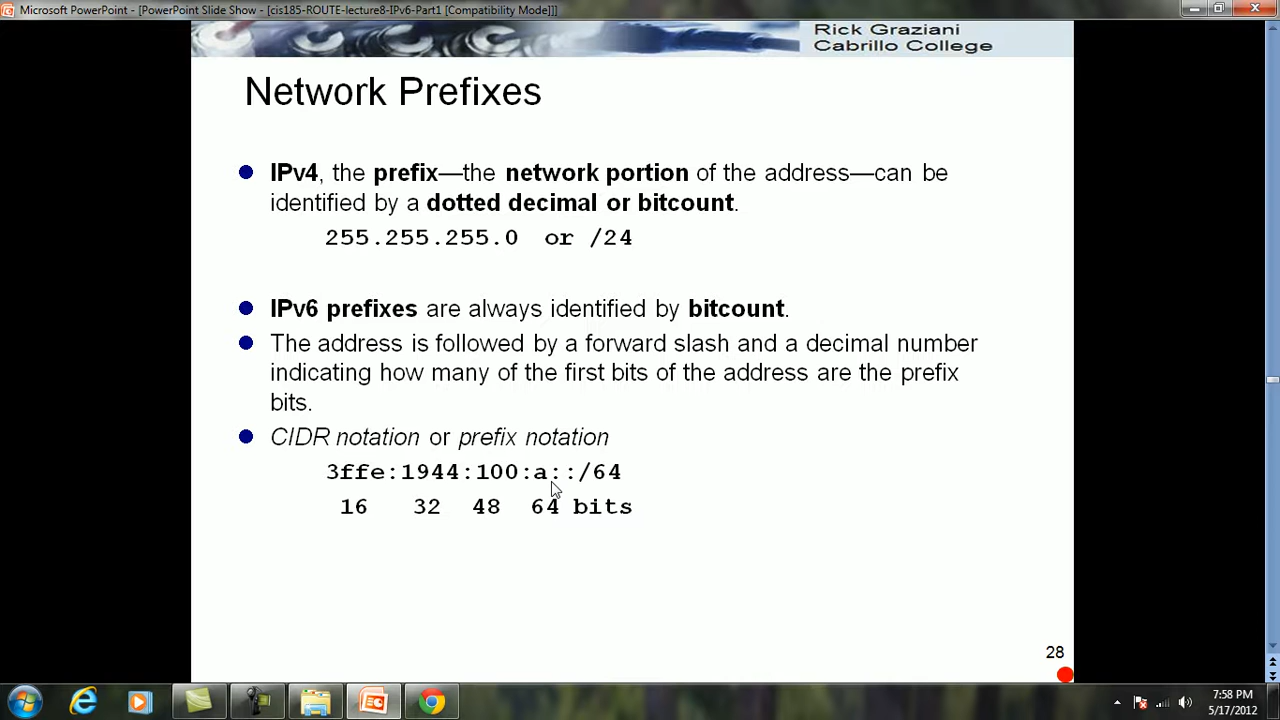 Microsoft PowerPoint - [PowerPoint Slide Show - [cis185-ROUTE-lecture8-IPv6-Part1 [Compatibility Mode]]]
Rick Graziani
Cabrillo College
Network Prefixes
IPv4, the prefix—the network portion of the address—can be
identified by a dotted decimal or bitcount.
255.255.255.0 or /24
IPv6 prefixes are always identified by bitcount.
The address is followed by a forward slash and a decimal number
indicating how many of the first bits of the address are the prefix
bits.
CIDR notation or prefix notation
3ffe:1944:100:a::/64
16 32 48 64 bits
28
7:58 PM
5/17/2012